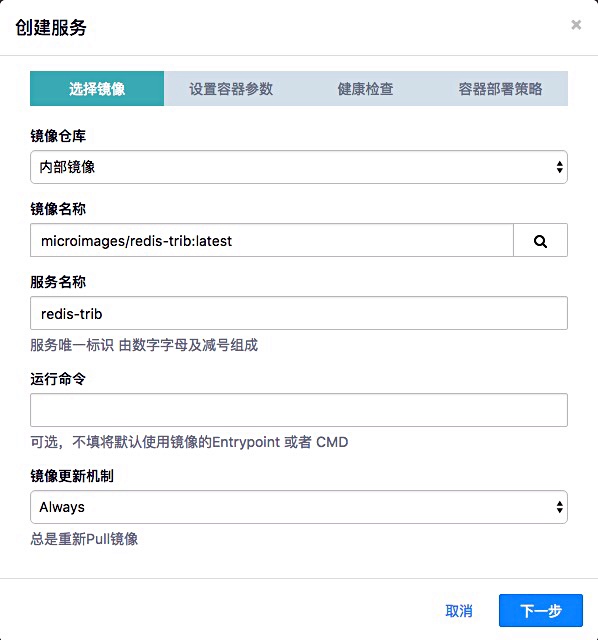 创建服务
×
选择镜像 设置容器参数 健康检查 容器部署策略
镜像仓库
内部镜像
镜像名称
microimages/redis-trib:latest
服务名称
redis-trib
服务唯一标识 由数字字母及减号组成
运行命令
可选，不填将默认使用镜像的Entrypoint 或者 CMD
镜像更新机制
Always
总是重新Pull镜像
取消 下一步